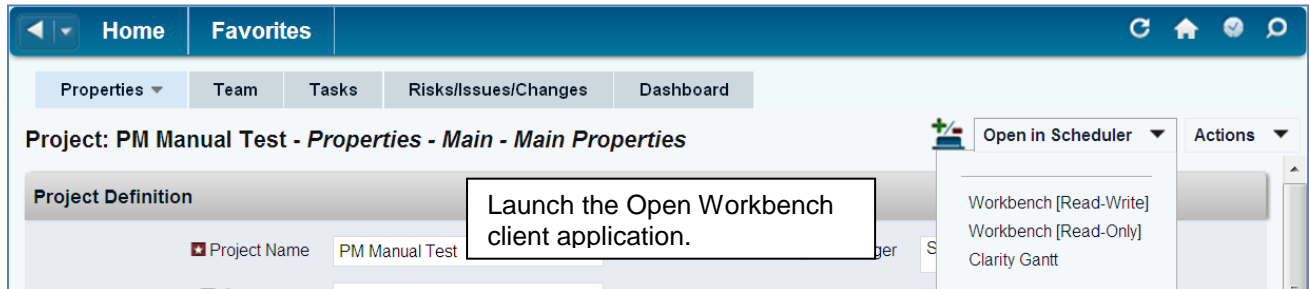 Home Favorites
Properties Team Tasks Risks/Issues/Changes Dashboard
Project: PM Manual Test - Properties - Main - Main Properties
Open in Scheduler Actions
Project Definition
Launch the Open Workbench
client application.
Workbench [Read-Write]
Workbench [Read-Only]
Clarity Gantt
Project Name PM Manual Test